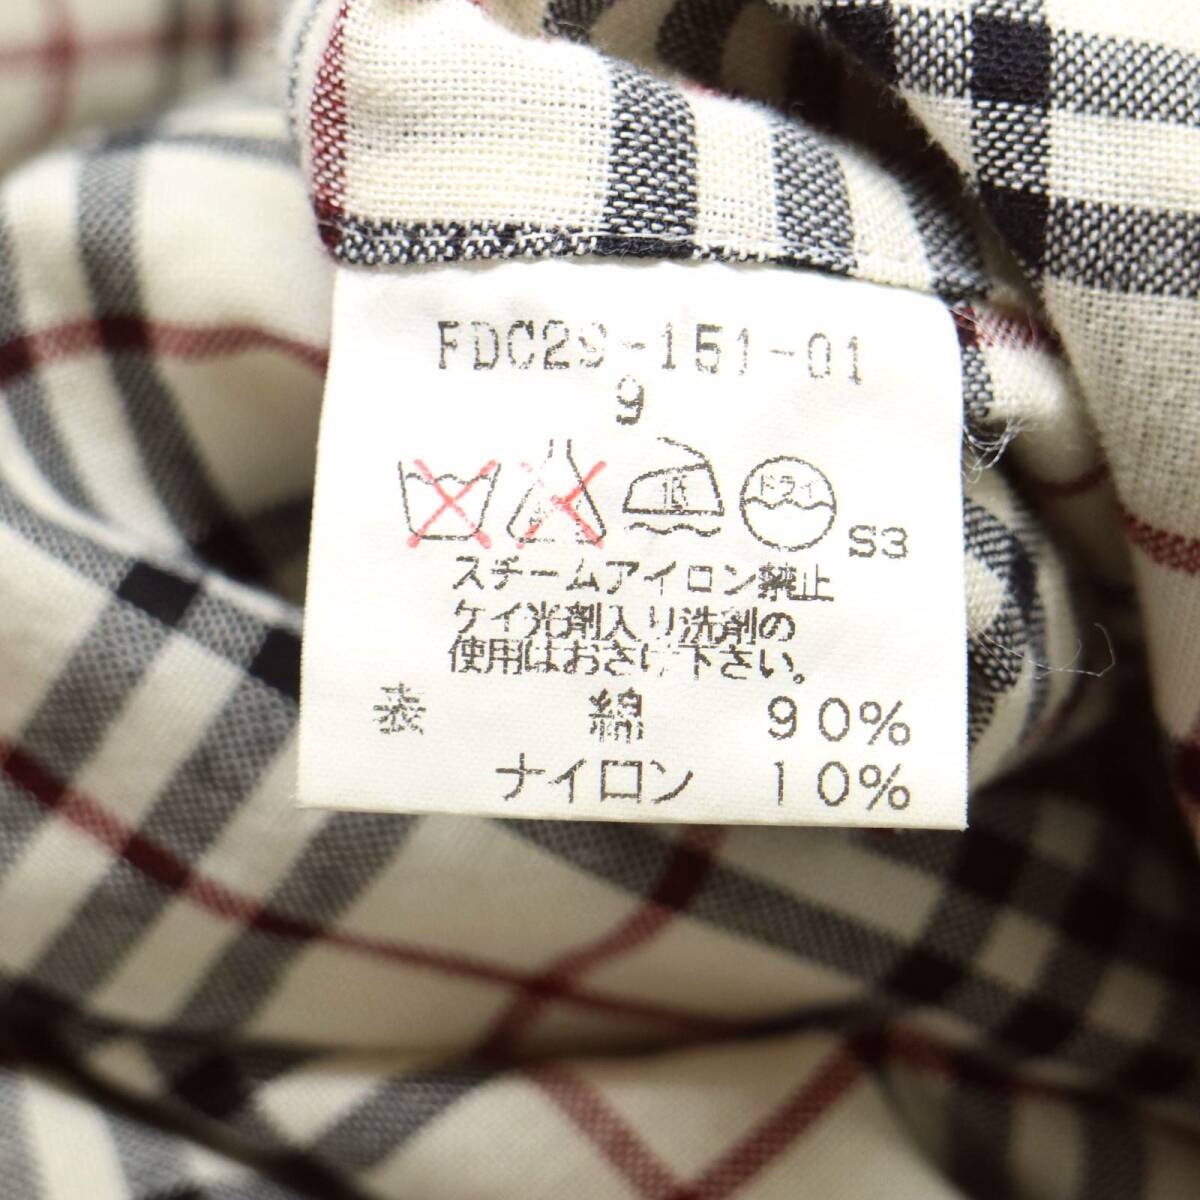 FDC2S-151-01
9
中
ドライ
S3
スチームアイロン禁止
ケイ光剤入り洗剤の
使用はおさけ下さい。
表 綿 90%
ナイロン 10%